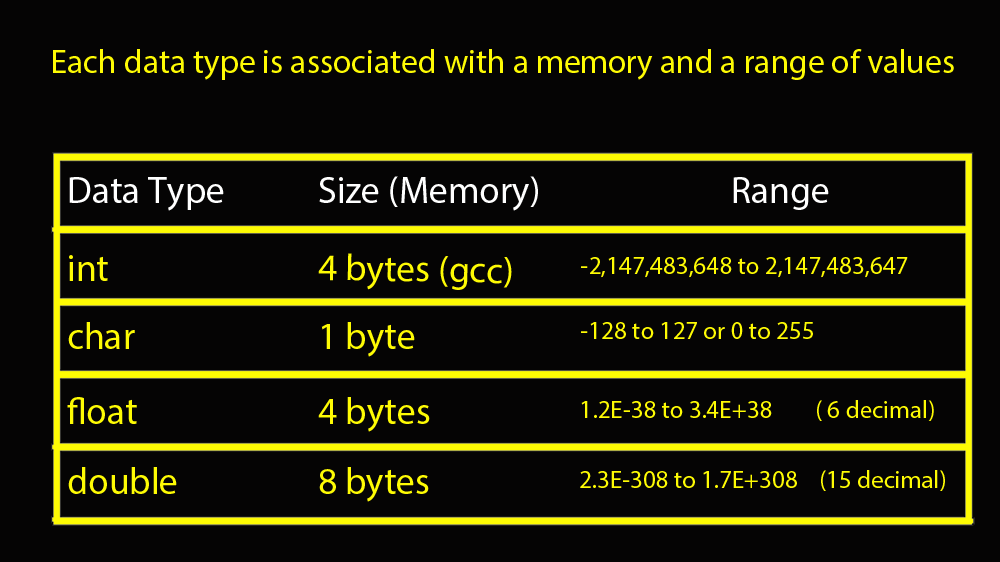 Each data type is associated with a memory and a range of values
Data Type Size (Memory) Range
int 4 bytes (gcc) -2,147,483,648 to 2,147,483,647
char 1 byte -128 to 127 or 0 to 255
float 4 bytes 1.2E-38 to 3.4E+38 ( 6 decimal)
double 8 bytes 2.3E-308 to 1.7E+308 (15 decimal)